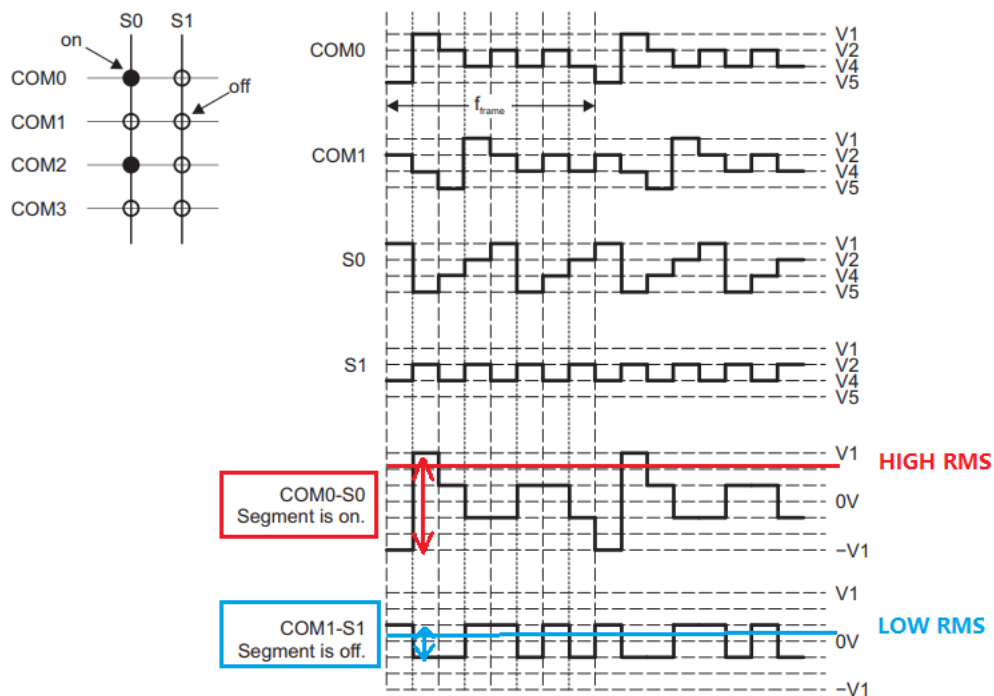 S0 S1
on
COM0
off
COM1
COM2
COM3
COM0
V1
V2
V4
V5
fframe
COM1
V1
V2
V4
V5
S0
V1
V2
V4
V5
S1
V1
V2
V4
V5
COM0-S0
Segment is on.
V1
0V
−V1
HIGH RMS
COM1-S1
Segment is off.
V1
0V
−V1
LOW RMS